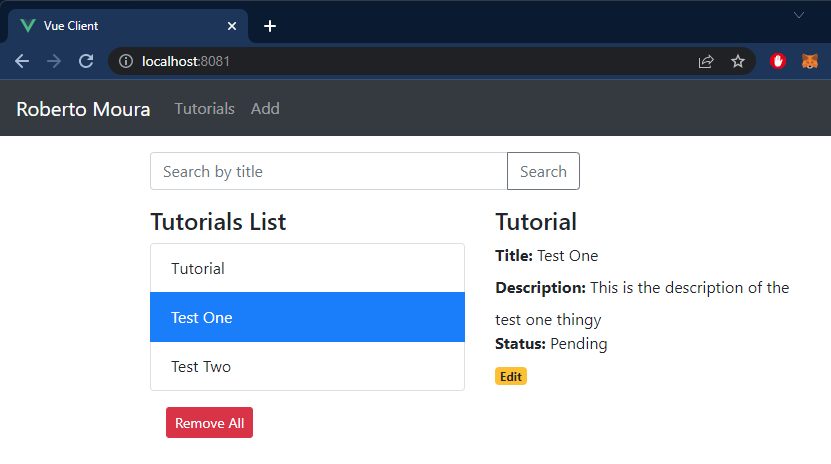 Vue Client
localhost:8081
Roberto Moura Tutorials Add
Search by title Search
Tutorials List
Tutorial
Test One
Test Two
Remove All
Tutorial
Title: Test One
Description: This is the description of the
test one thingy
Status: Pending
Edit